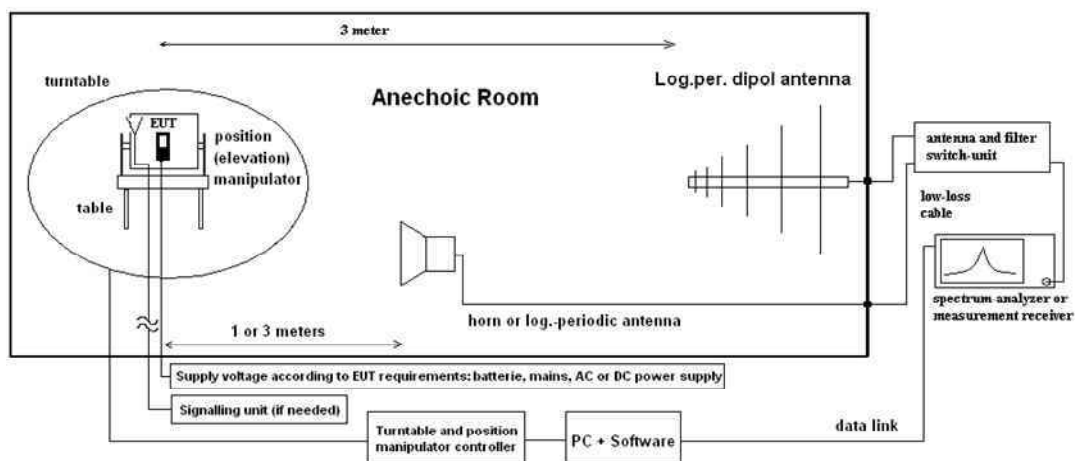 3 meter
turntable
Log.per. dipol antenna
Anechoic Room
EUT
position
(elevation)
manipulator
table
antenna and filter
switch-unit
low-loss
cable
spectrum-analyzer or
measurement receiver
horn or log.-periodic antenna
1 or 3 meters
Supply voltage according to EUT requirements: batterie, mains, AC or DC power supply
Signalling unit (if needed)
Turntable and position
manipulator controller
PC + Software
data link